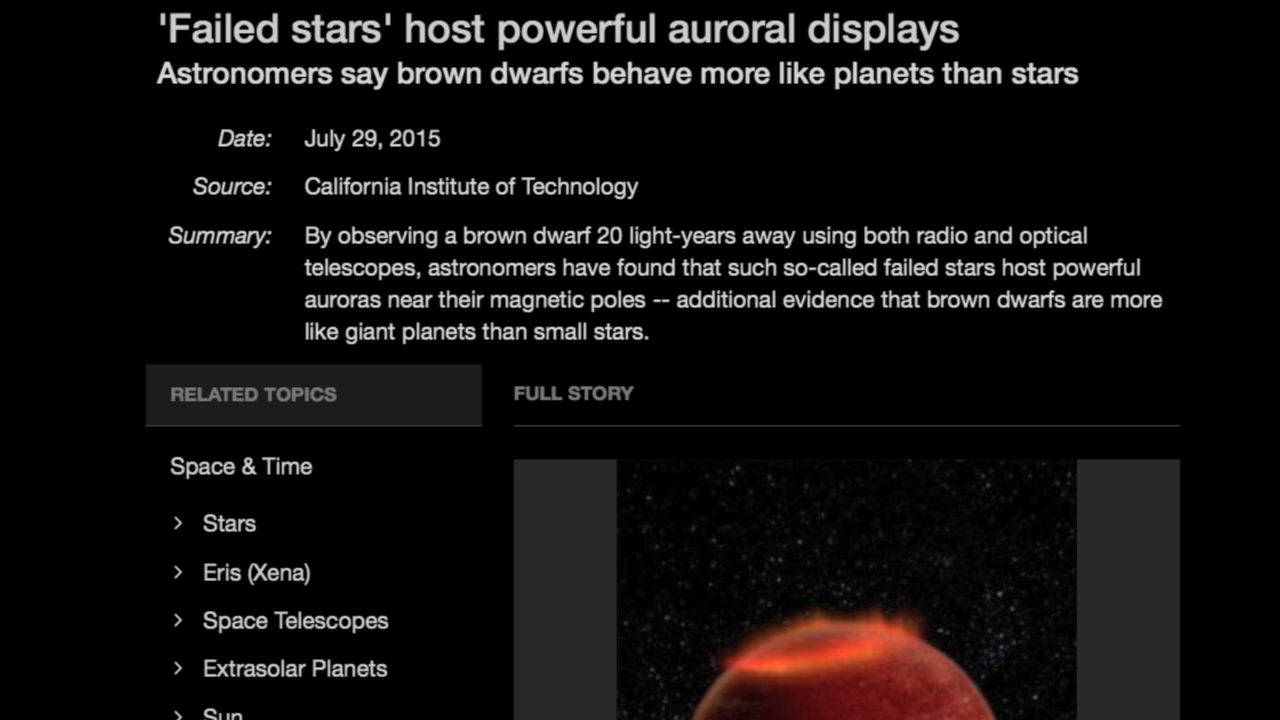 'Failed stars' host powerful auroral displays
Astronomers say brown dwarfs behave more like planets than stars
Date: July 29, 2015
Source: California Institute of Technology
Summary: By observing a brown dwarf 20 light-years away using both radio and optical
telescopes, astronomers have found that such so-called failed stars host powerful
auroras near their magnetic poles -- additional evidence that brown dwarfs are more
like giant planets than small stars.
RELATED TOPICS
Space & Time
Stars
Eris (Xena)
Space Telescopes
Extrasolar Planets
Sun
FULL STORY